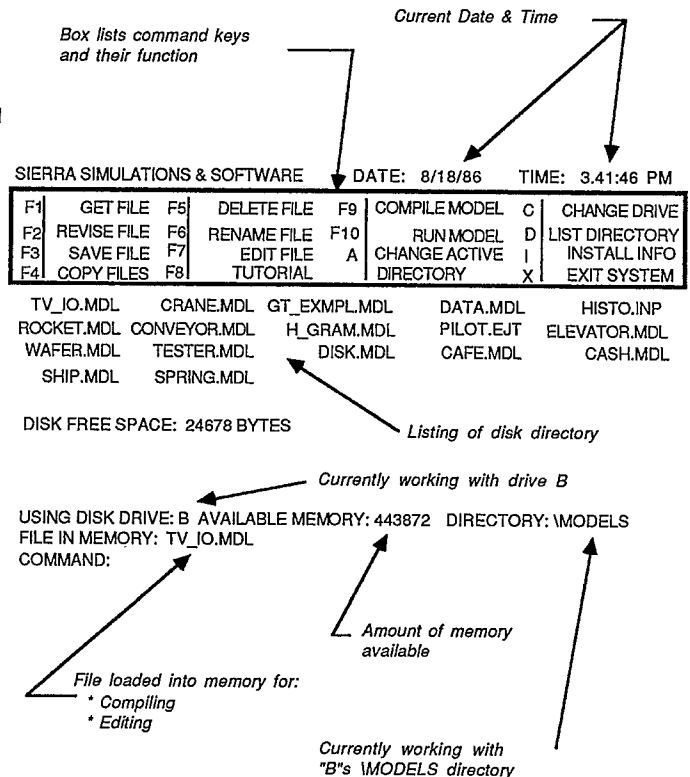 Current Date & Time
Box lists command keys
and their function
SIERRA SIMULATIONS & SOFTWARE DATE: 8/18/86 TIME: 3.41:46 PM
F1 GET FILE F5 DELETE FILE F9 COMPILE MODEL C CHANGE DRIVE
F2 REVISE FILE F6 RENAME FILE F10 RUN MODEL D LIST DIRECTORY
F3 SAVE FILE F7 EDIT FILE A CHANGE ACTIVE I INSTALL INFO
F4 COPY FILES F8 TUTORIAL DIRECTORY X EXIT SYSTEM
TV_IO.MDL CRANE.MDL GT_EXMPL.MDL DATA.MDL HISTO.INP
ROCKET.MDL CONVEYOR.MDL H_GRAM.MDL PILOT.EJT ELEVATOR.MDL
WAFER.MDL TESTER.MDL DISK.MDL CAFE.MDL CASH.MDL
SHIP.MDL SPRING.MDL
DISK FREE SPACE: 24678 BYTES
Listing of disk directory
Currently working with drive B
USING DISK DRIVE: B AVAILABLE MEMORY: 443872 DIRECTORY: \MODELS
FILE IN MEMORY: TV_IO.MDL
COMMAND:
Amount of memory
available
File loaded into memory for:
* Compiling
* Editing
Currently working with
"B"s \MODELS directory